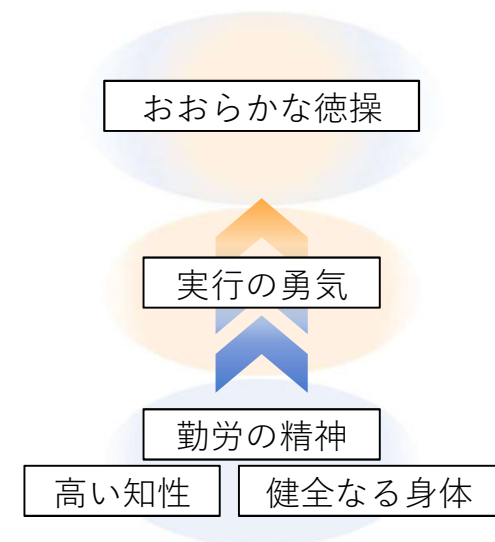 おおらかな徳操
実行の勇気
勤労の精神
高い知性
健全なる身体